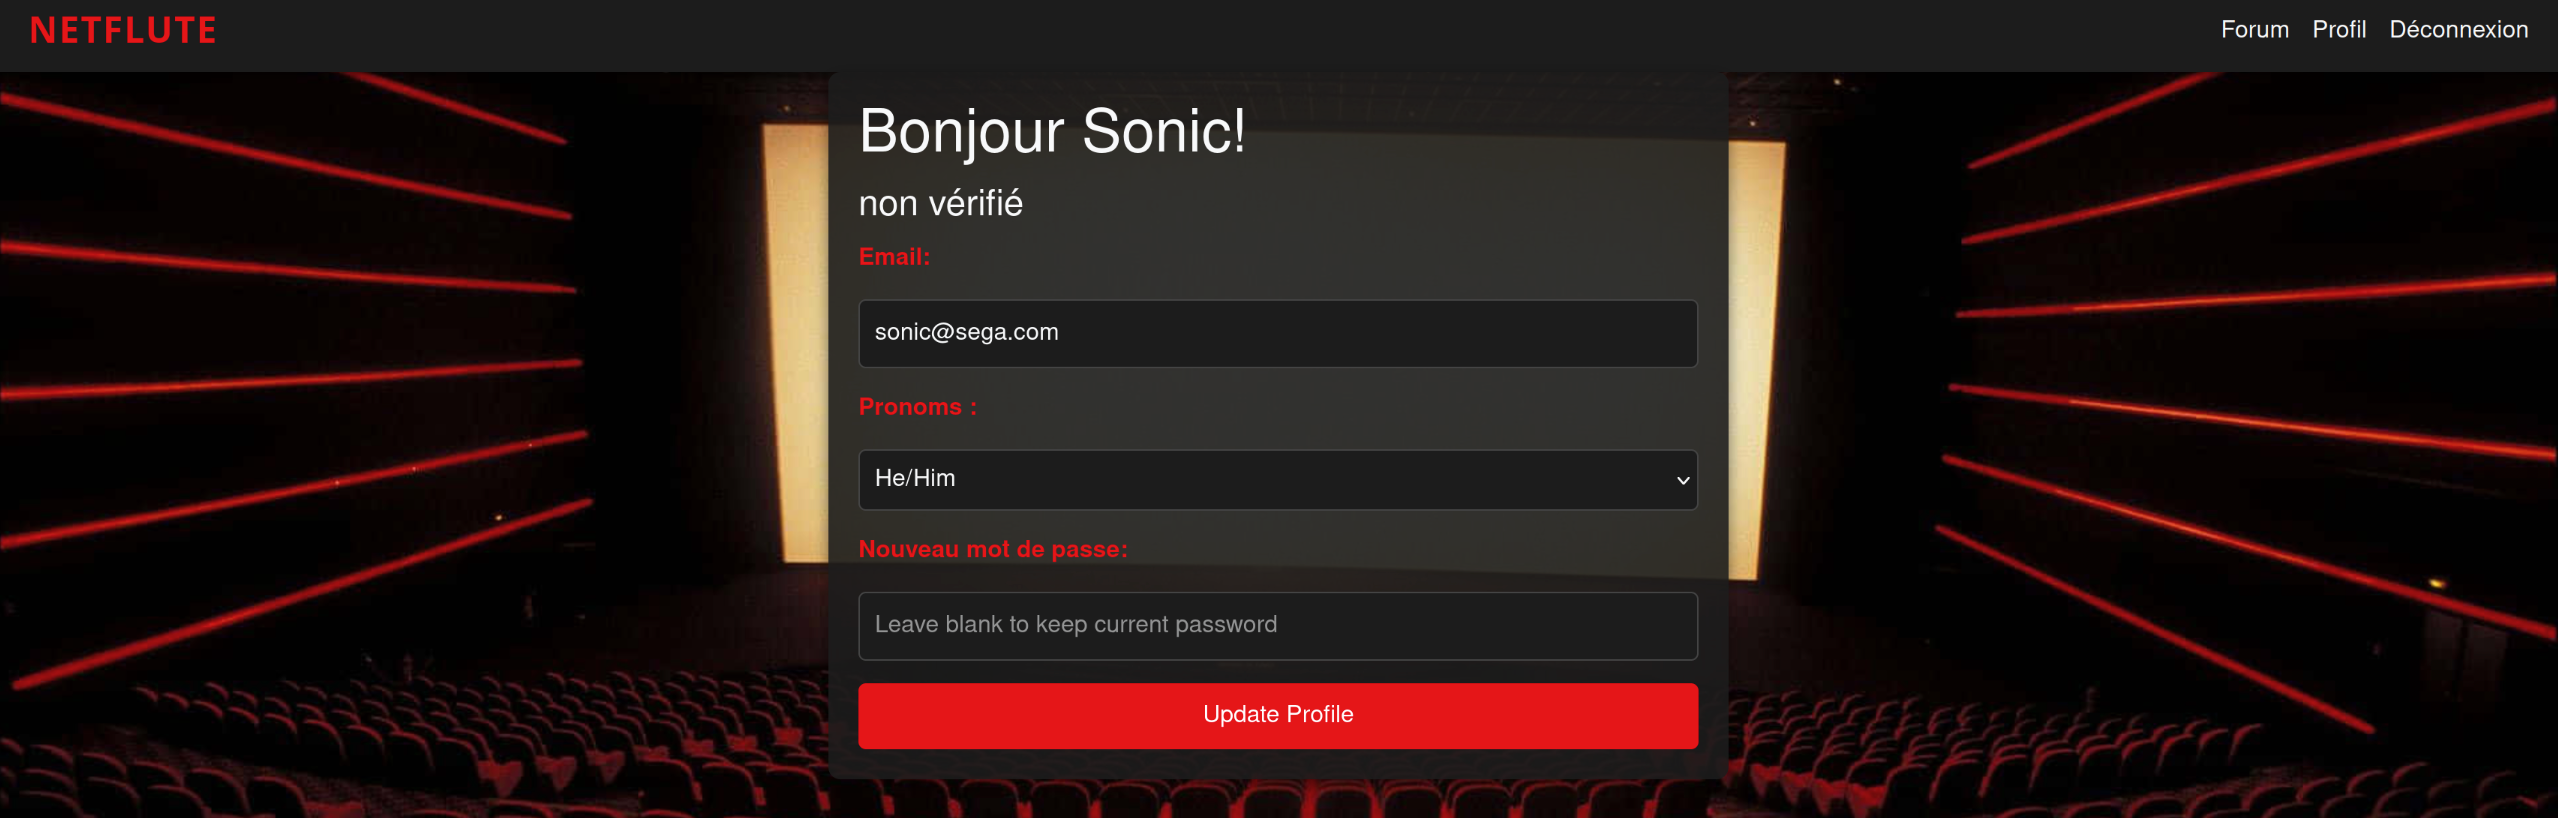 NETFLUTE
Forum Profil Déconnexion
Bonjour Sonic!
non vérifié
Email:
sonic@sega.com
Pronoms :
He/Him
Nouveau mot de passe:
Leave blank to keep current password
Update Profile